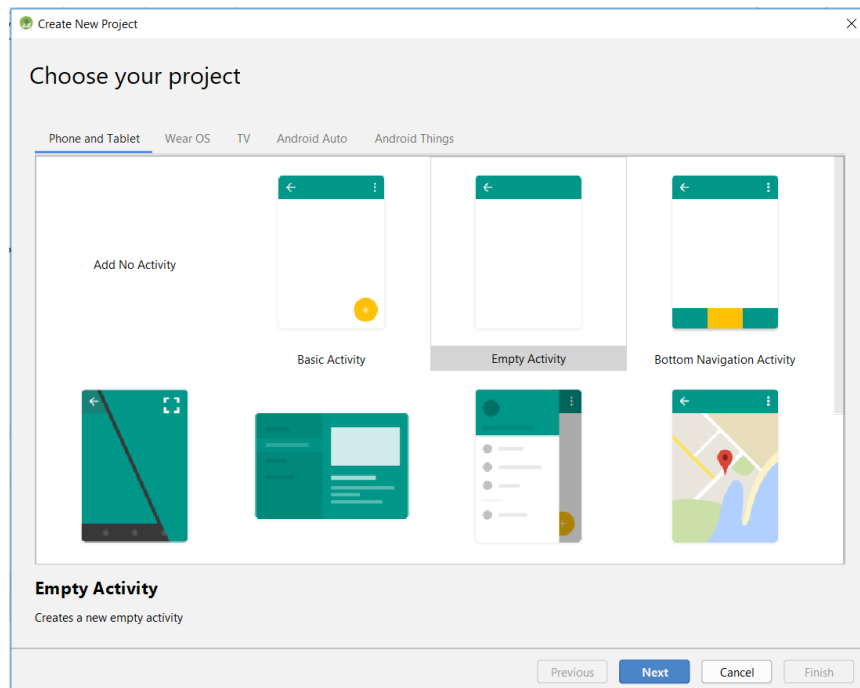 Create New Project
Choose your project
Phone and Tablet Wear OS TV Android Auto Android Things
Add No Activity
Basic Activity
Empty Activity
Bottom Navigation Activity
Empty Activity
Creates a new empty activity
Previous Next Cancel Finish